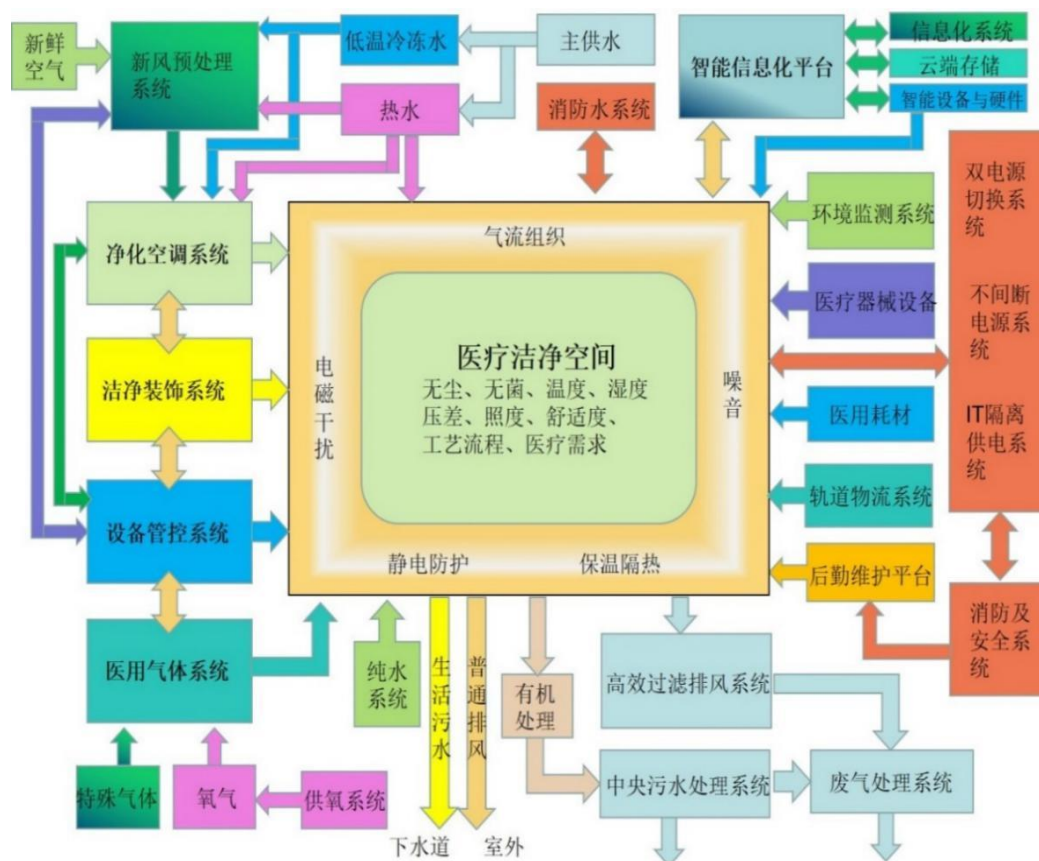 新鲜
空气
新风预处理
系统
低温冷冻水
主供水
热水
消防水系统
智能信息化平台
信息化系统
云端存储
智能设备与硬件
双电源
切换系
统
不间断
电源系
统
IT隔离
供电系
统
环境监测系统
医疗器械设备
医用耗材
轨道物流系统
后勤维护平台
消防及
安全系
统
净化空调系统
洁净装饰系统
设备管控系统
医用气体系统
气流组织
电磁干扰
噪音
医疗洁净空间
无尘、无菌、温度、湿度
压差、照度、舒适度、
工艺流程、医疗需求
静电防护
保温隔热
纯水
系统
生活污水
普通排风
有机
处理
高效过滤排风系统
中央污水处理系统
废气处理系统
特殊气体
氧气
供氧系统
下水道
室外